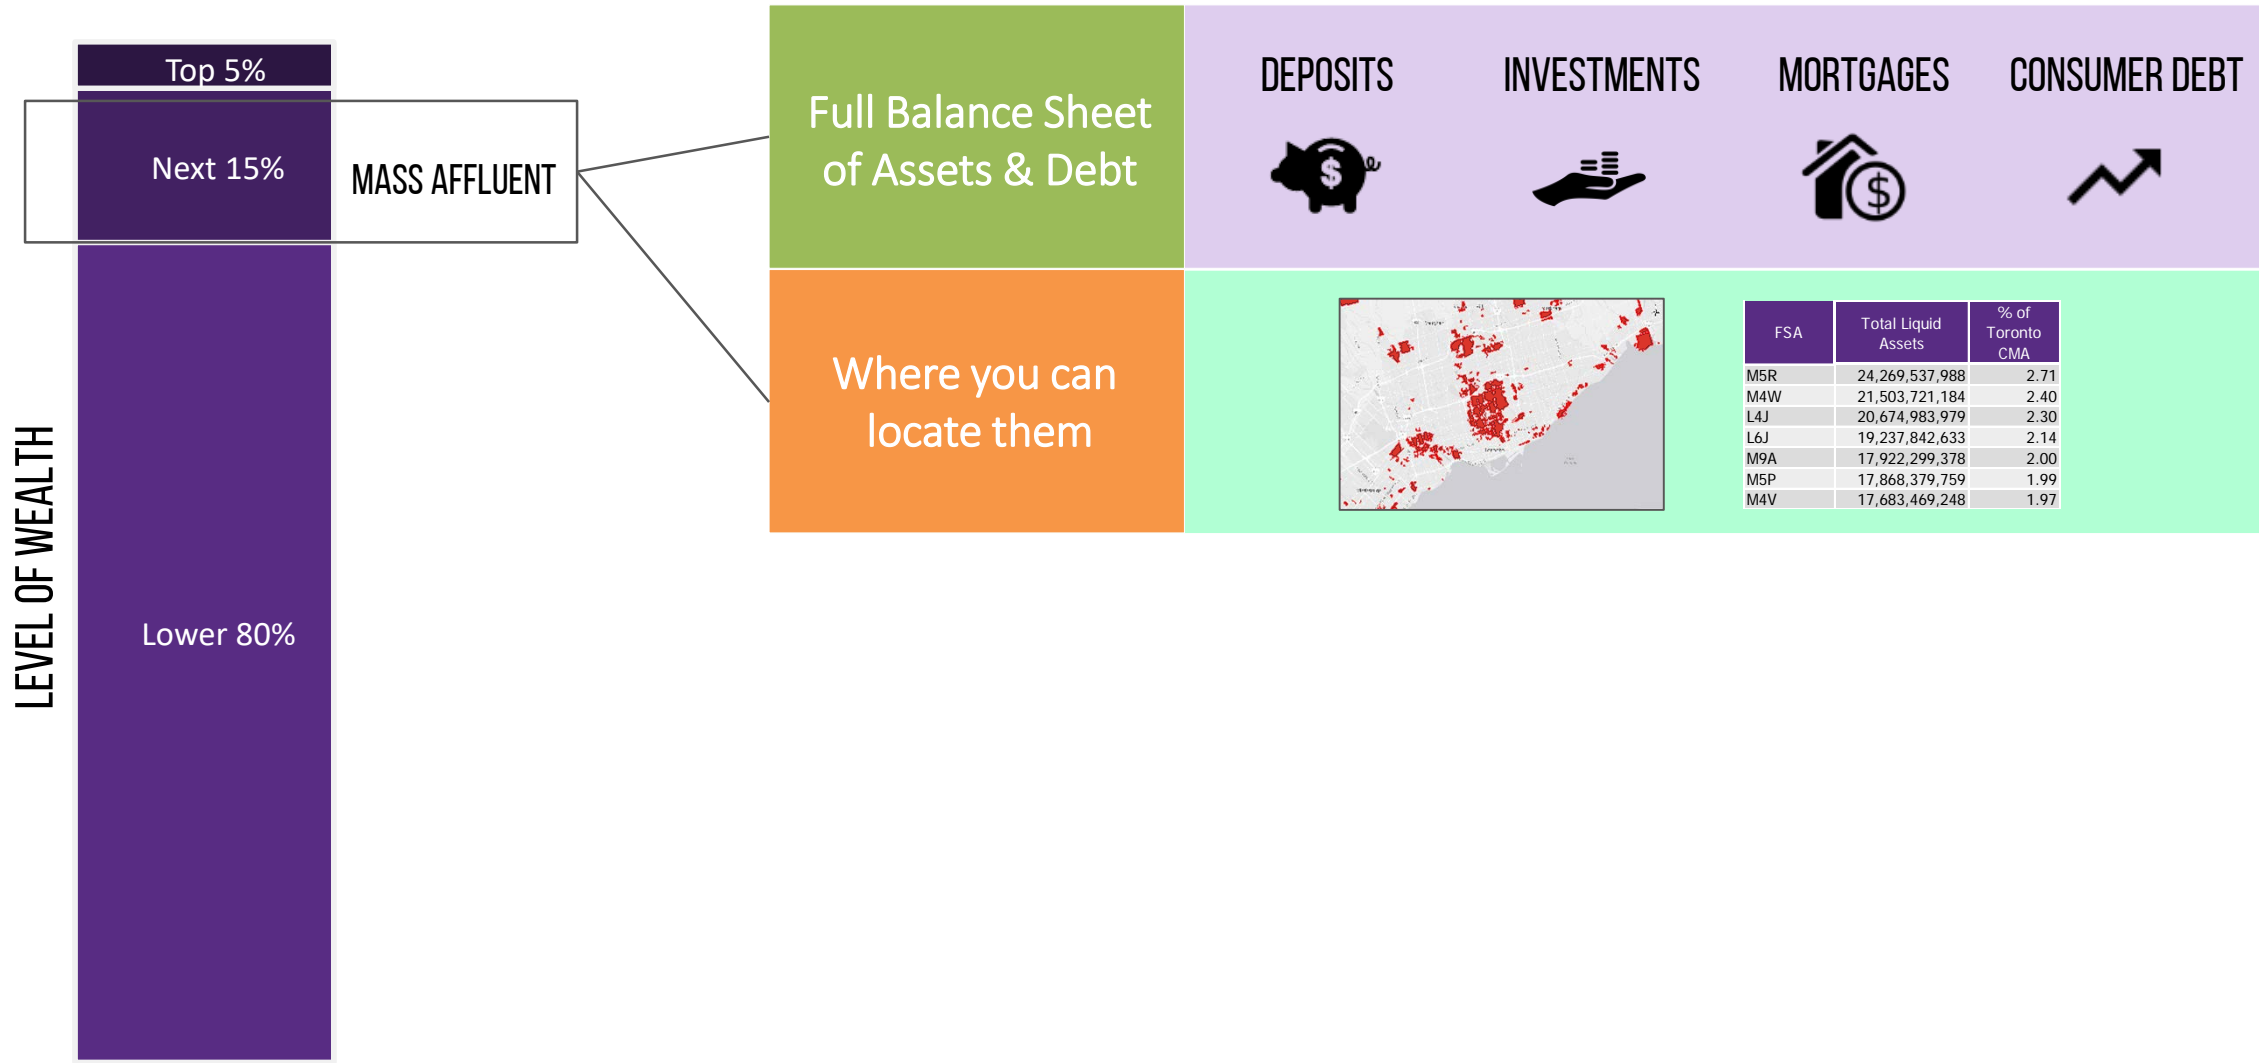 Top 5%
Next 15%
MASS AFFLUENT
Lower 80%
LEVEL OF WEALTH
Full Balance Sheet
of Assets & Debt
DEPOSITS INVESTMENTS MORTGAGES CONSUMER DEBT
$ $
Where you can
locate them
FSA Total Liquid Assets % of Toronto CMA
M5R 24,269,537,988 2.71
M4W 21,503,721,184 2.40
L4J 20,674,983,979 2.30
L6J 19,237,842,633 2.14
M9A 17,922,299,378 2.00
M5P 17,868,379,759 1.99
M4V 17,683,469,248 1.97